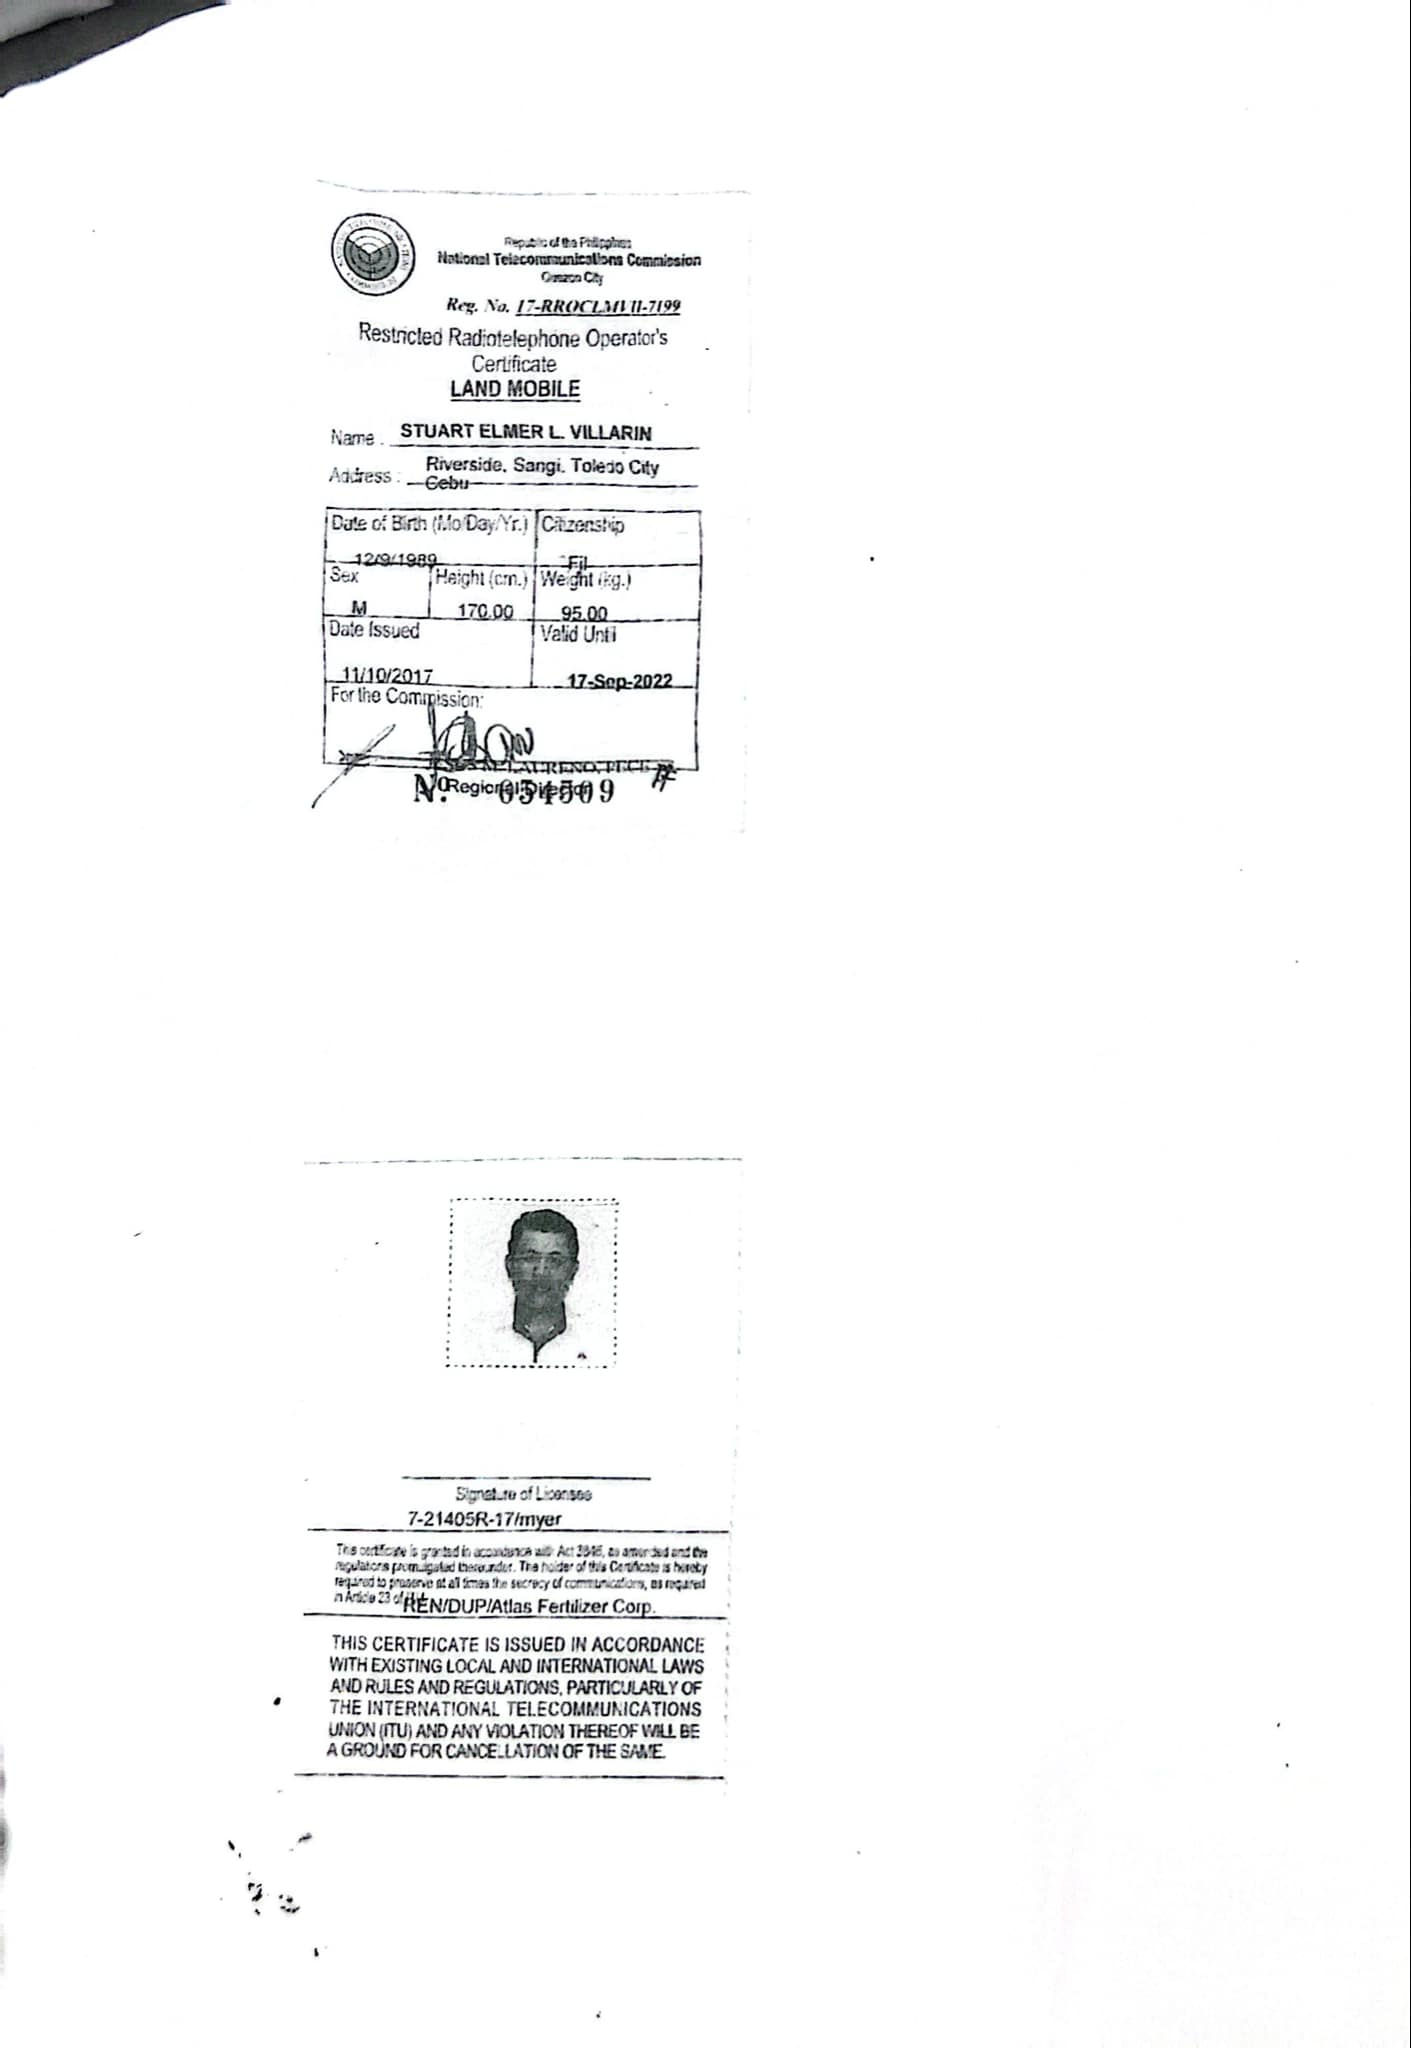 Republic of the Philippines
National Telecommunications Commission
Quezon City
Reg. No. 17-RROCLMVII-7199
Restricted Radiotelephone Operator's
Certificate
LAND MOBILE
Name : STUART ELMER L. VILLARIN
Address : Riverside, Sangi, Toledo City
Cebu
Date of Birth (Mo/Day/Yr.) Citizenship
12/9/1989 Fil
Sex Height (cm.) Weight (kg.)
M 170.00 95.00
Date Issued Valid Until
11/10/2017 17-Sep-2022
For the Commission:
LAURENO, PECE
Regional Director
No. 054509
Signature of Licensee
7-21405R-17/myer
This certificate is granted in accordance with Act 3846, as amended and the
regulations promulgated thereunder. The holder of this Certificate is hereby
required to preserve at all times the secrecy of communications, as required
in Article 23 of
REN/DUP/Atlas Fertilizer Corp.
THIS CERTIFICATE IS ISSUED IN ACCORDANCE
WITH EXISTING LOCAL AND INTERNATIONAL LAWS
AND RULES AND REGULATIONS, PARTICULARLY OF
THE INTERNATIONAL TELECOMMUNICATIONS
UNION (ITU) AND ANY VIOLATION THEREOF WILL BE
A GROUND FOR CANCELLATION OF THE SAME.